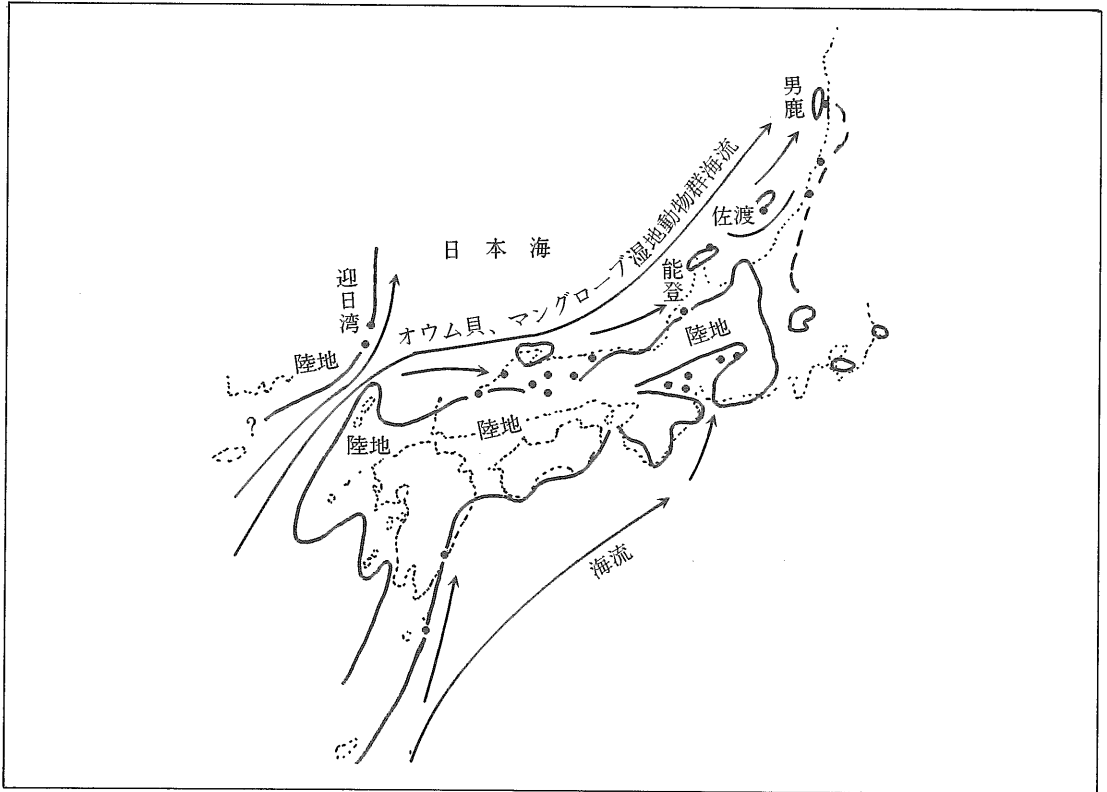 男鹿
佐渡
オウム貝、マングローブ湿地動物群海流
日本海
能登
迎日湾
陸地
陸地
?
陸地
陸地
海流